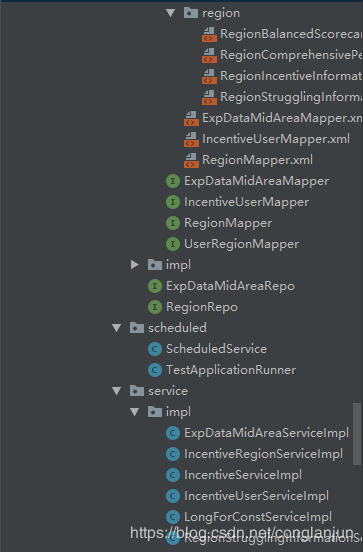 region
RegionBalancedScorecar
RegionComprehensivePe
RegionIncentiveInformat
RegionStrugglingInforma
ExpDataMidAreaMapper.xm
IncentiveUserMapper.xml
RegionMapper.xml
ExpDataMidAreaMapper
IncentiveUserMapper
RegionMapper
UserRegionMapper
impl
ExpDataMidAreaRepo
RegionRepo
scheduled
ScheduledService
TestApplicationRunner
service
impl
ExpDataMidAreaServiceImpl
IncentiveRegionServiceImpl
IncentiveServiceImpl
IncentiveUserServiceImpl
LongForConstServiceImpl
RegionStrugglingInformationSe
https://blog.csdn.net/conglanjun